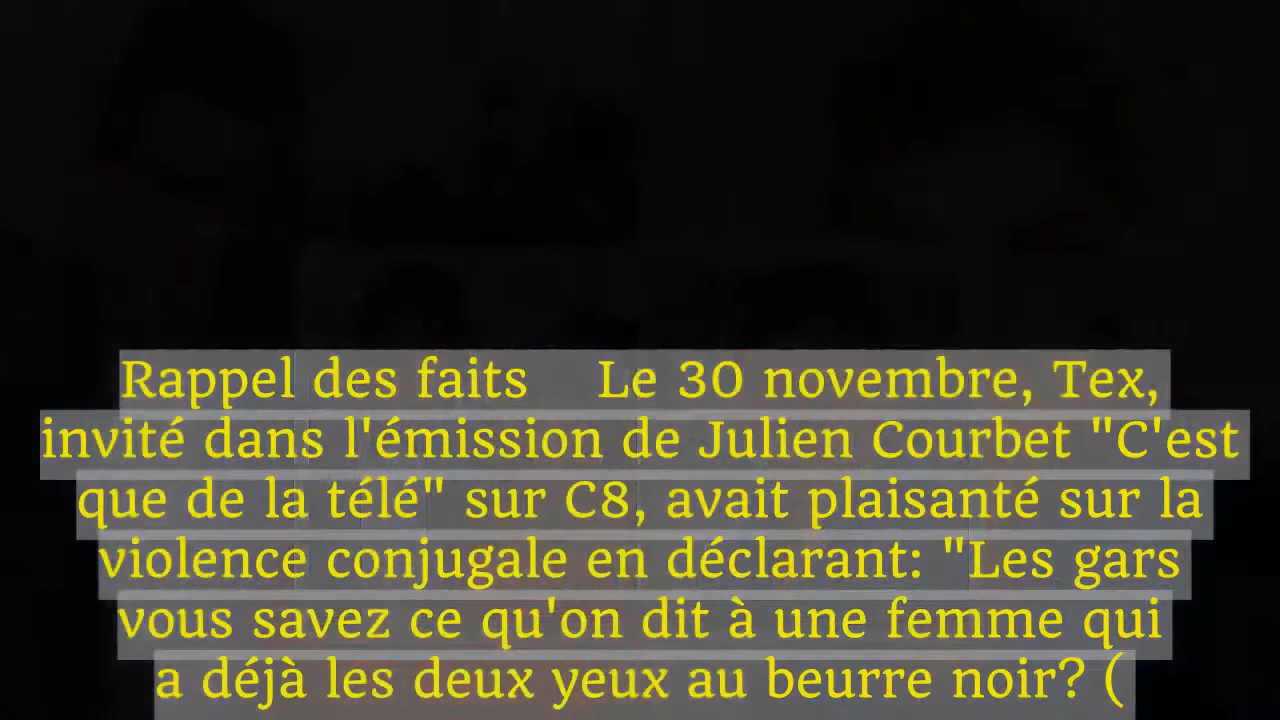 Rappel des faits Le 30 novembre, Tex,
invité dans l'émission de Julien Courbet "C'est
que de la télé" sur C8, avait plaisanté sur la
violence conjugale en déclarant: "Les gars
vous savez ce qu'on dit à une femme qui
a déjà les deux yeux au beurre noir? (